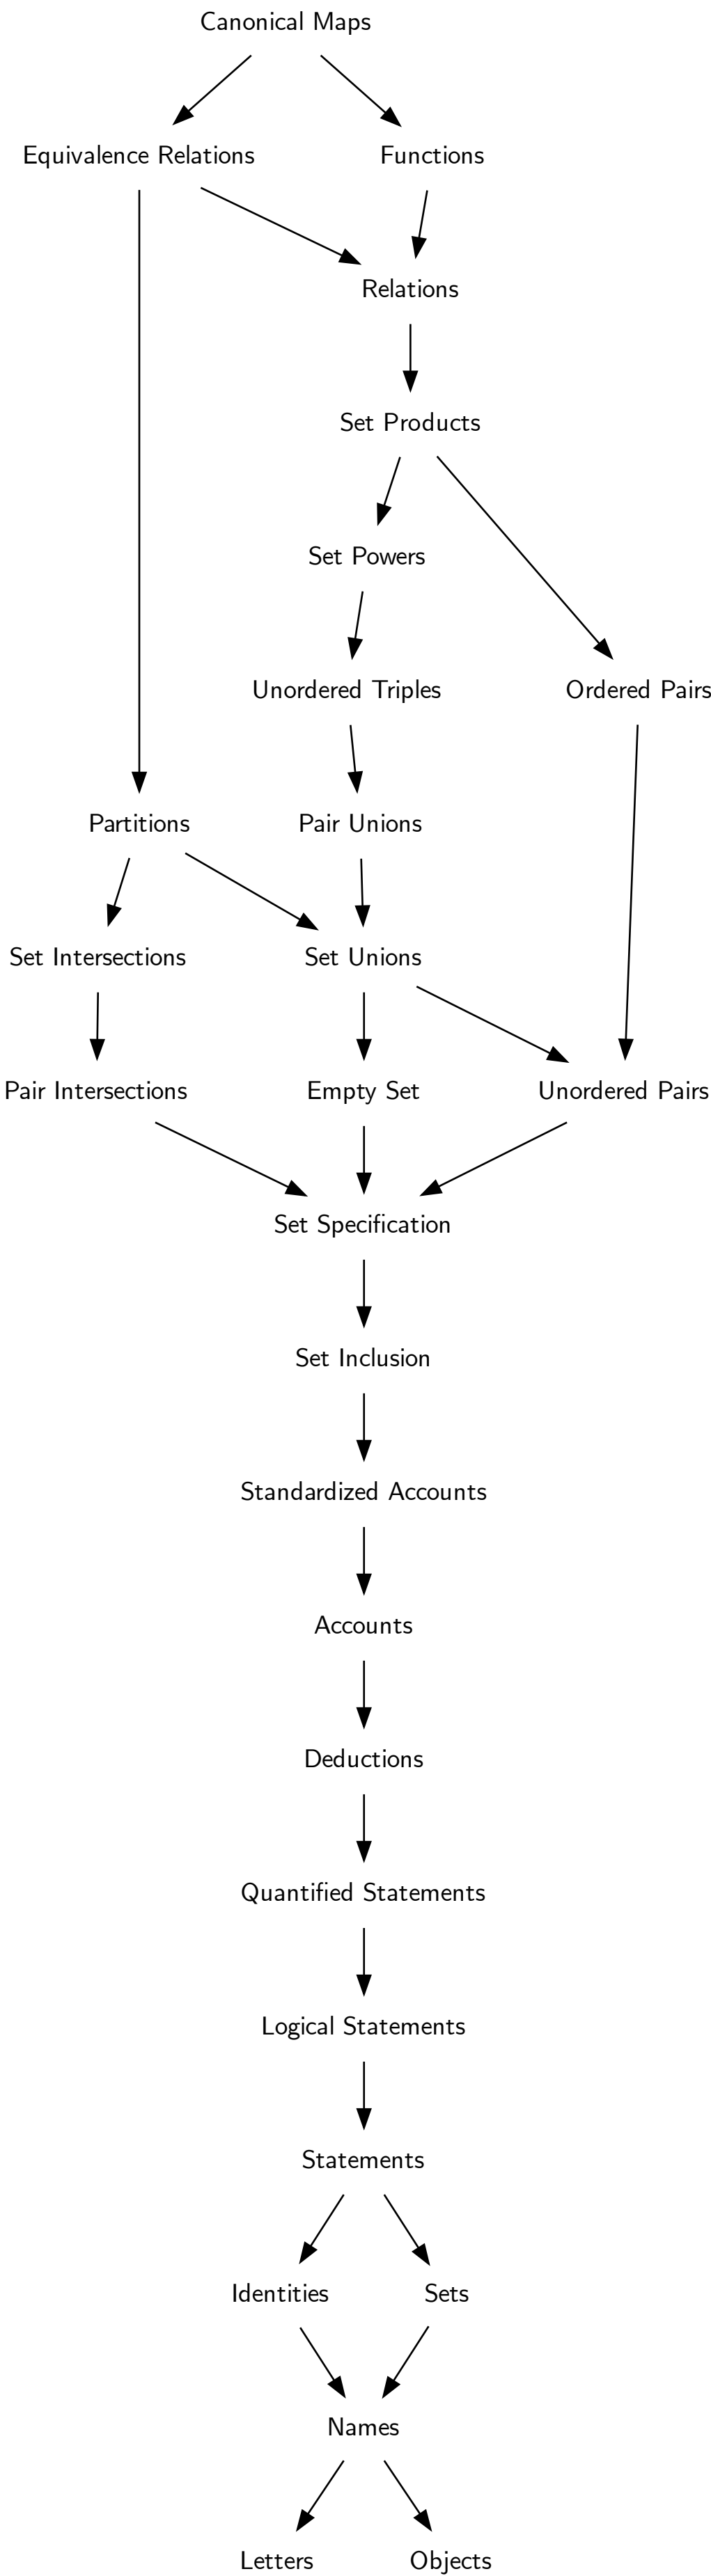 Canonical Maps
Equivalence Relations
Functions
Relations
Set Products
Set Powers
Unordered Triples
Ordered Pairs
Partitions
Pair Unions
Set Intersections
Set Unions
Pair Intersections
Empty Set
Unordered Pairs
Set Specification
Set Inclusion
Standardized Accounts
Accounts
Deductions
Quantified Statements
Logical Statements
Statements
Identities
Sets
Names
Letters
Objects